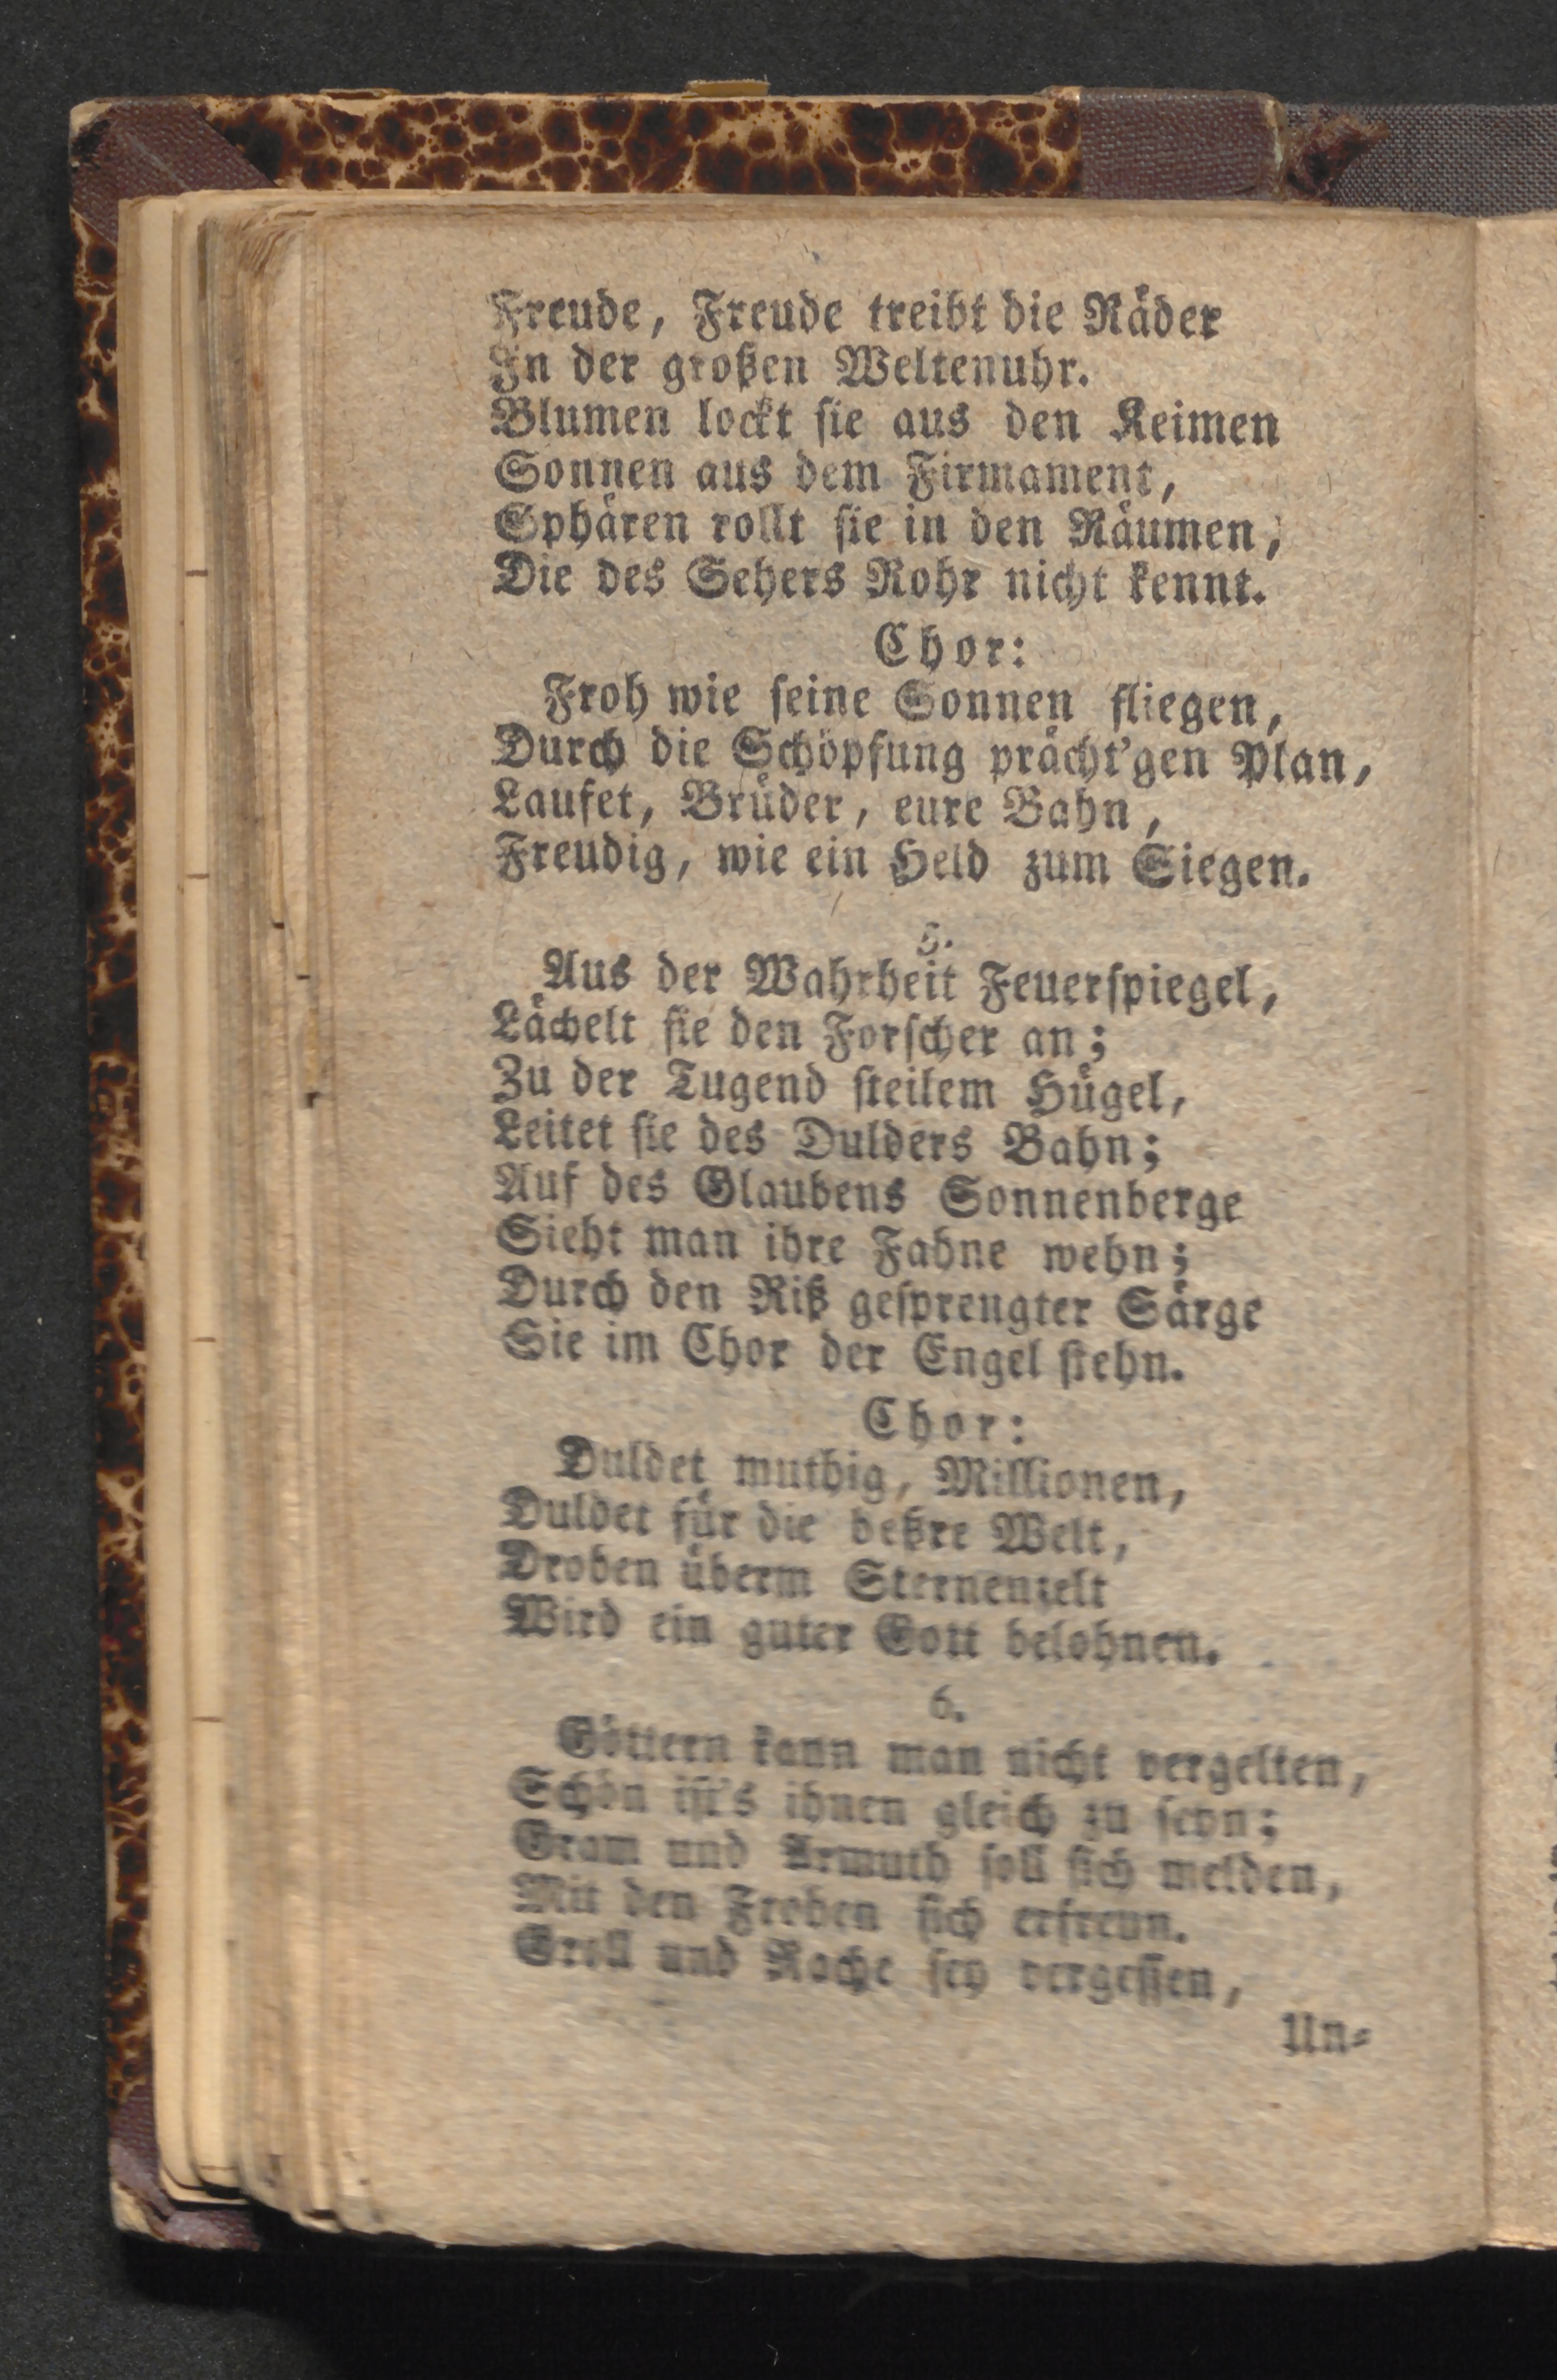 Freude, Freude treibt die Räder
In der großen Weltenuhr.
Blumen lockt sie aus den Keimen
Sonnen aus dem Firmament,
Sphären rollt sie in den Räumen,
Die des Sehers Rohr nicht kennt.
Chor:
Froh wie seine Sonnen fliegen,
Durch die Schöpfung prächt'gen Plan,
Laufet, Brüder, eure Bahn,
Freudig, wie ein Held zum Siegen.
5.
Aus der Wahrheit Feuerspiegel,
Lächelt sie den Forscher an;
Zu der Tugend steilem Hügel,
Leitet sie des Dulders Bahn;
Auf des Glaubens Sonnenberge
Sieht man ihre Fahne wehn;
Durch den Riß gesprengter Särge
Sie im Chor der Engel stehn.
Chor:
Duldet muthig, Millionen,
Duldet für die beßre Welt,
Droben überm Sternenzelt
Wird ein guter Gott belohnen.
6.
Göttern kann man nicht vergelten,
Schön ist's ihnen gleich zu seyn;
Gram und Armuth soll sich melden,
Mit den Frohen sich erfreun.
Groll und Rache sey vergessen,
Un-